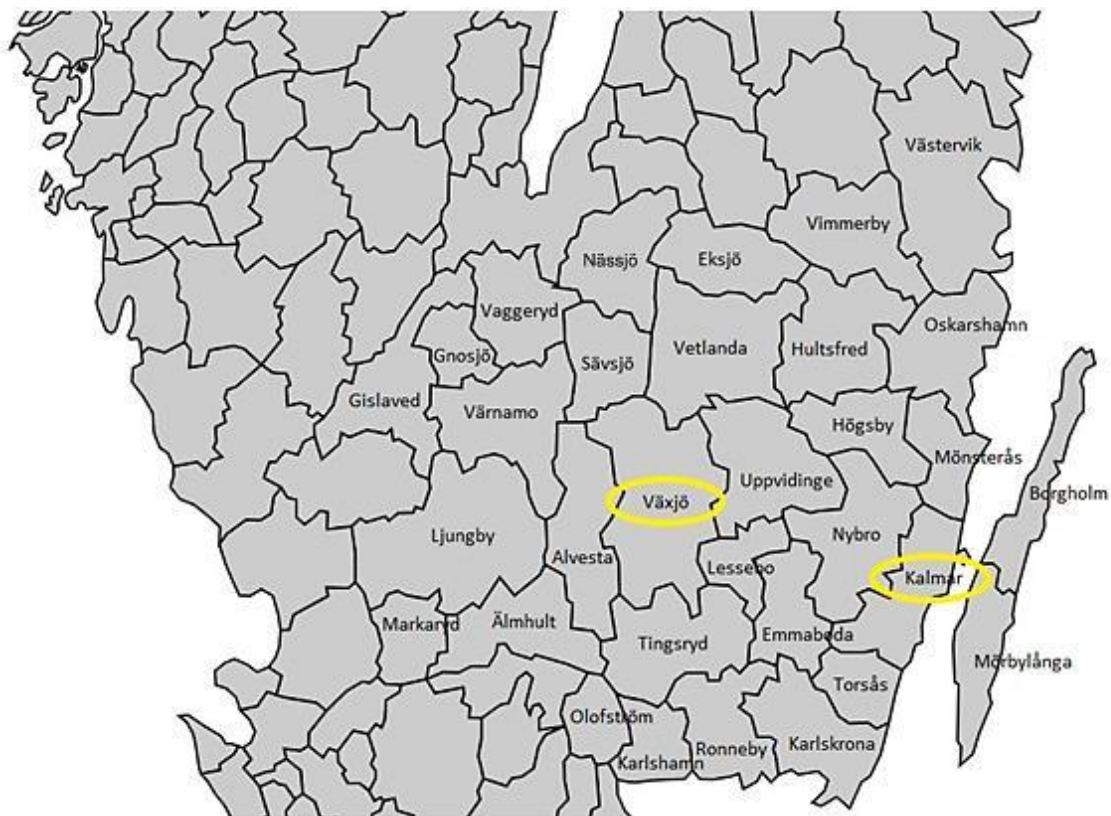 Västervik
Vimmerby
Nässjö
Eksjö
Vaggeryd
Oskarshamn
Gnosjö
Sävsjö
Vetlanda
Hultsfred
Gislaved
Värnamo
Högsby
Mönsterås
Uppvidinge
Borgholm
Växjö
Ljungby
Nybro
Alvesta
Lessebo
Kalmar
Markaryd
Älmhult
Tingsryd
Emmaboda
Mörbylånga
Torsås
Olofström
Karlshamn
Ronneby
Karlskrona